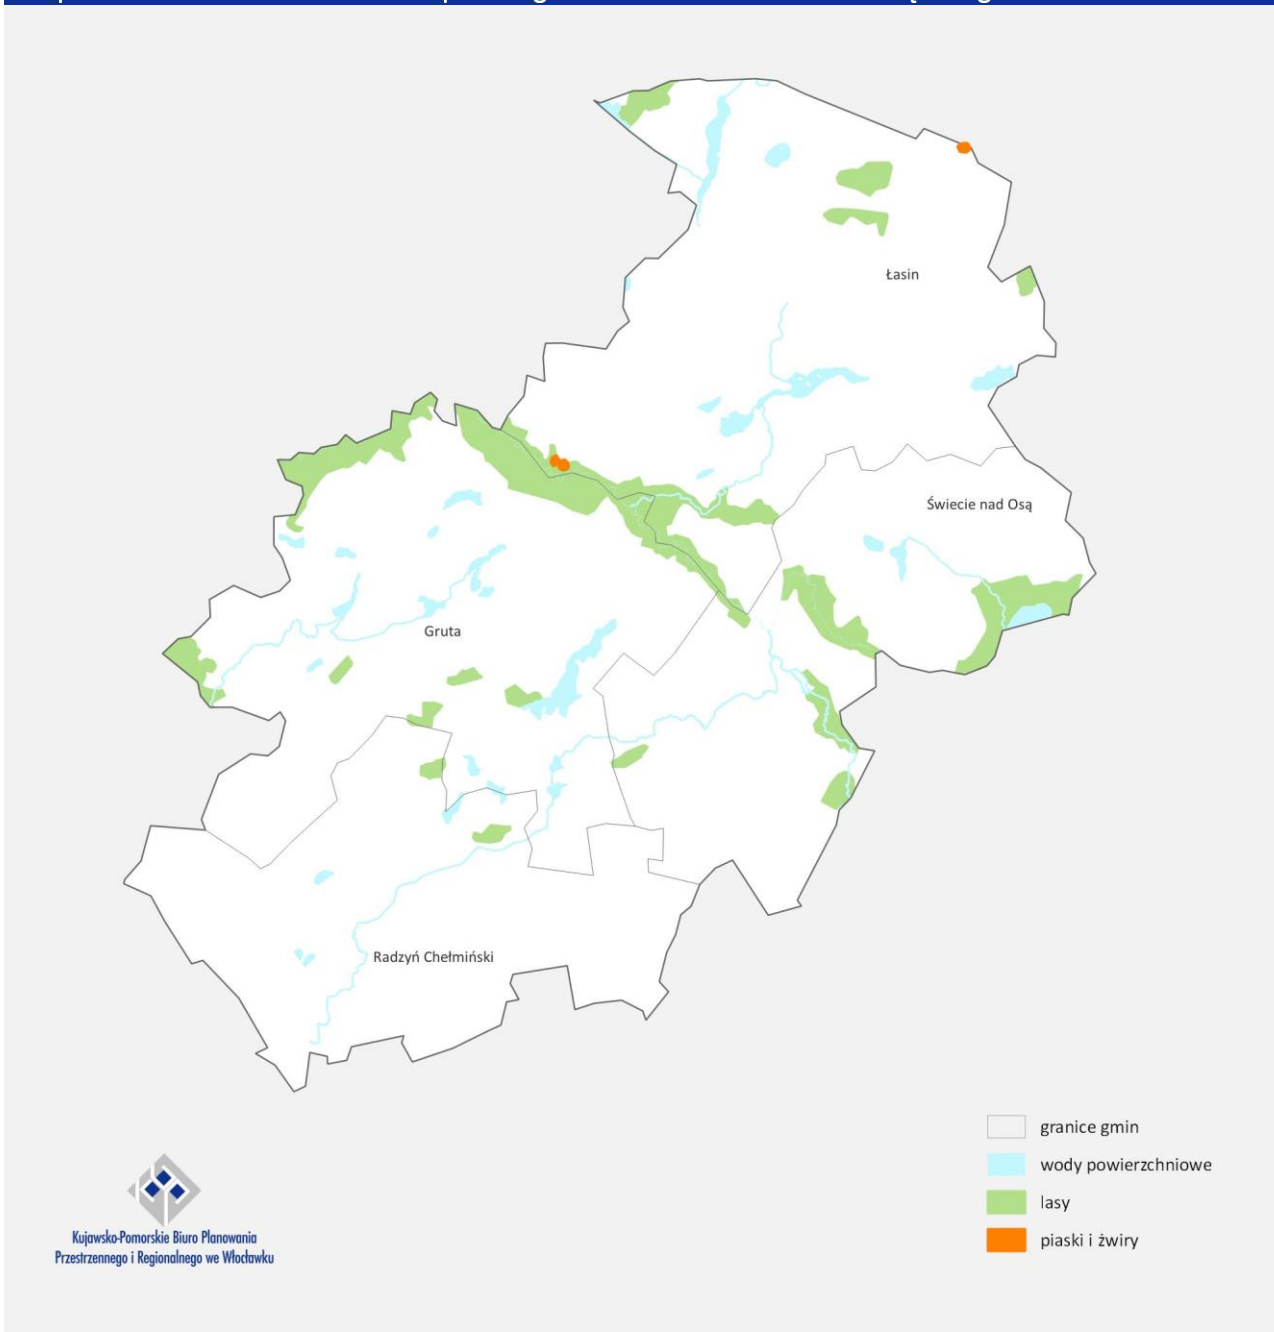 Łasin
Świecie nad Osą
Gruta
Radzyń Chełmiński
granice gmin
wody powierzchniowe
lasy
piaski i żwiry
Kujawsko-Pomorskie Biuro Planowania
Przestrzennego i Regionalnego we Włocławku